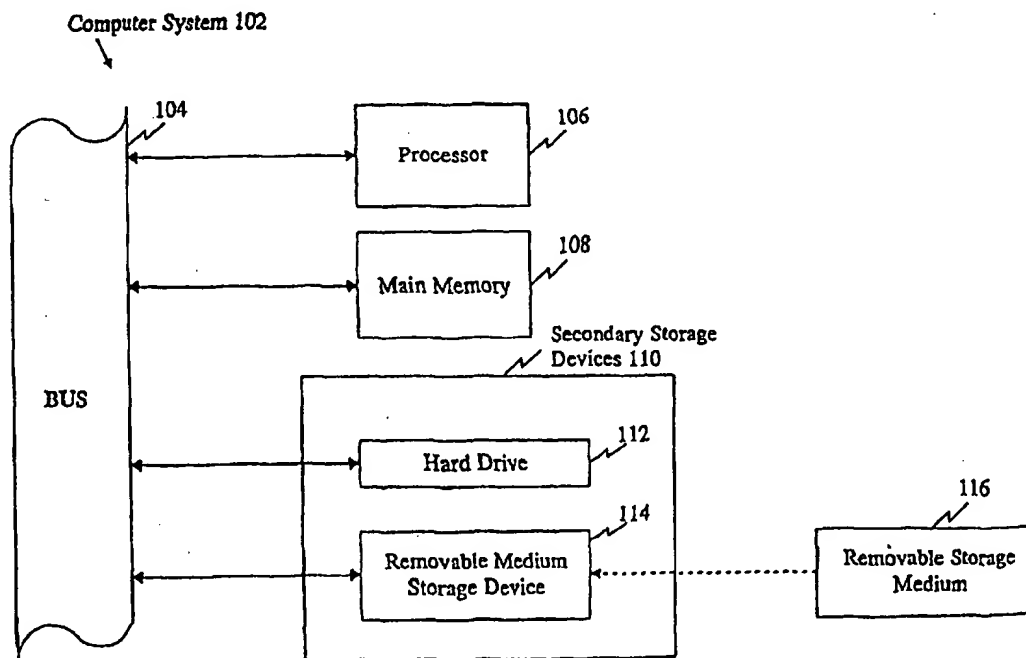 Computer System 102
104
106
Processor
108
Main Memory
Secondary Storage
Devices 110
BUS
112
Hard Drive
114
116
Removable Medium
Storage Device
Removable Storage
Medium